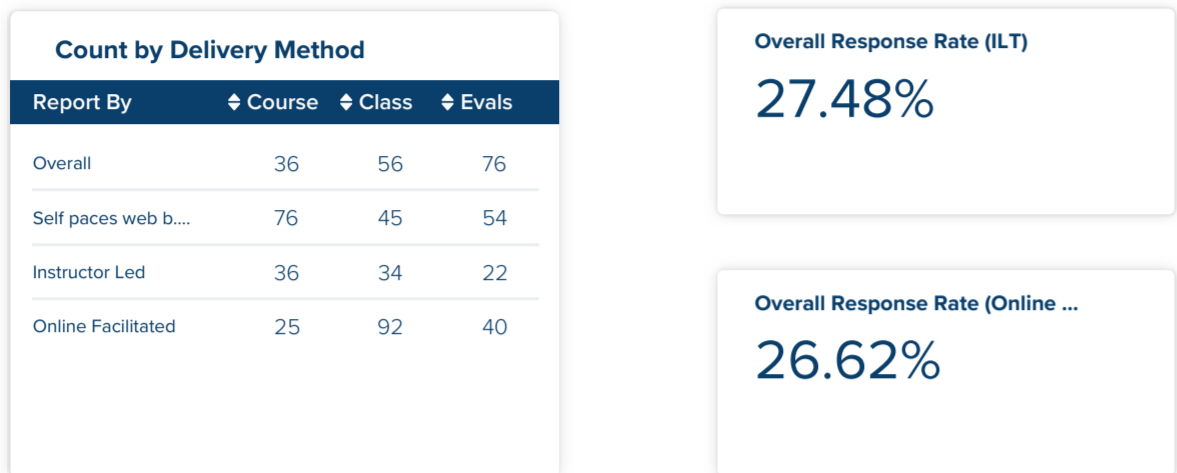 Count by Delivery Method
Report By Course Class Evals
Overall 36 56 76
Self paces web b.... 76 45 54
Instructor Led 36 34 22
Online Facilitated 25 92 40
Overall Response Rate (ILT)
27.48%
Overall Response Rate (Online ...
26.62%